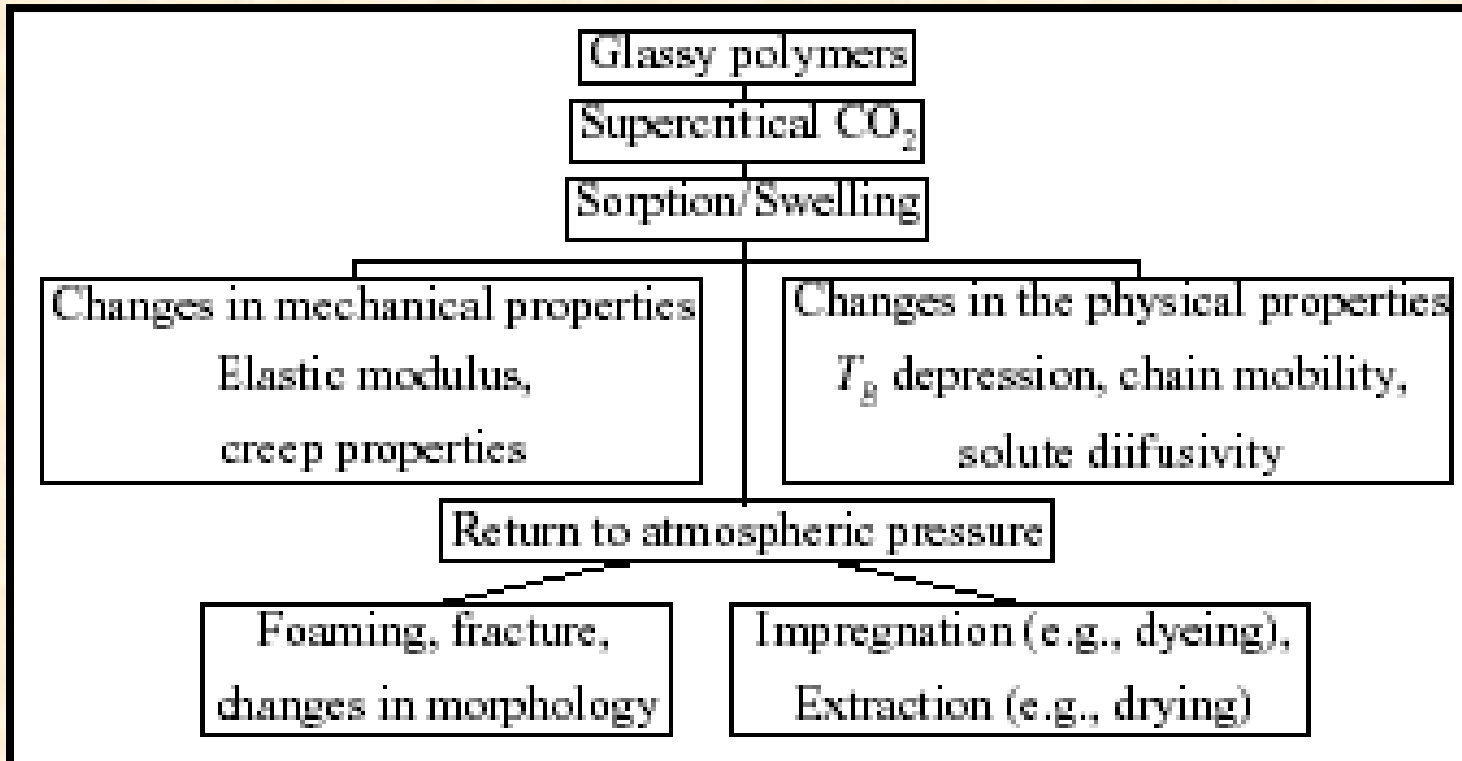 Glassy polymers
Supercritical CO₂
Sorption/Swelling
Changes in mechanical properties
Elastic modulus,
creep properties
Changes in the physical properties
T_g depression, chain mobility,
solute diifusivity
Return to atmospheric pressure
Foaming, fracture,
changes in morphology
Impregnation (e.g., dyeing),
Extraction (e.g., drying)